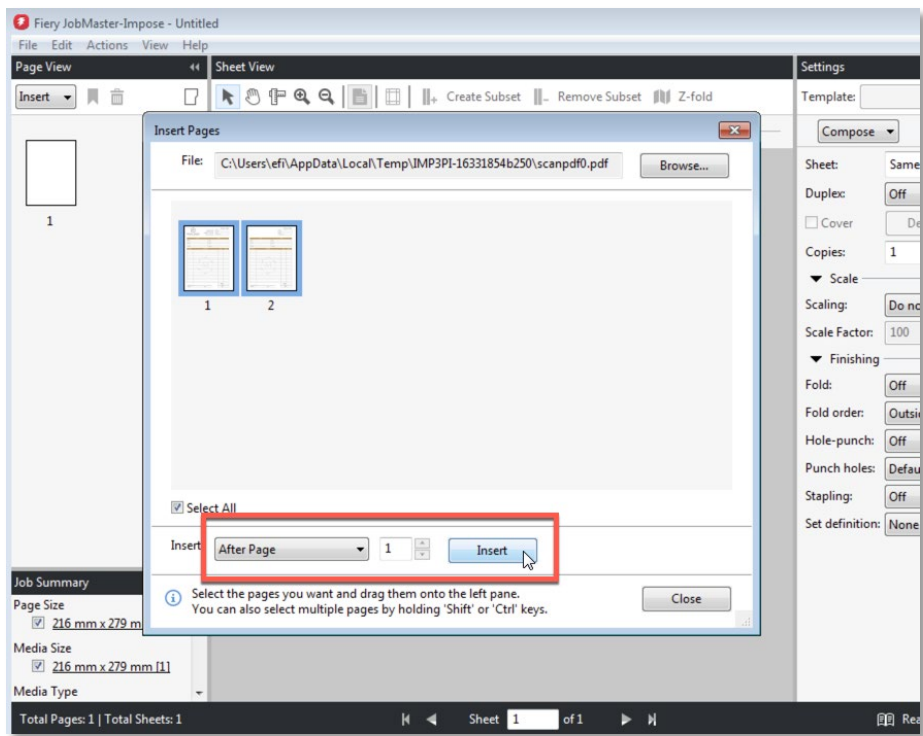 Fiery JobMaster-Impose - Untitled
File Edit Actions View Help
Page View
Sheet View
Settings
Insert
Create Subset
Remove Subset
Z-fold
Template:
Insert Pages
Compose
File: C:\Users\efi\AppData\Local\Temp\IMP3PI-16331854b250\scanpdf0.pdf Browse...
Sheet: Same
Duplex: Off
1
Cover De
Copies: 1
Scale
1 2
Scaling: Do no
Scale Factor: 100
Finishing
Fold: Off
Fold order: Outsi
Hole-punch: Off
Punch holes: Defau
Stapling: Off
Set definition: None
Select All
Insert After Page 1 Insert
Select the pages you want and drag them onto the left pane.
You can also select multiple pages by holding 'Shift' or 'Ctrl' keys.
Close
Job Summary
Page Size
216 mm x 279 m
Media Size
216 mm x 279 mm [1]
Media Type
Total Pages: 1 | Total Sheets: 1
Sheet 1 of 1
Rea